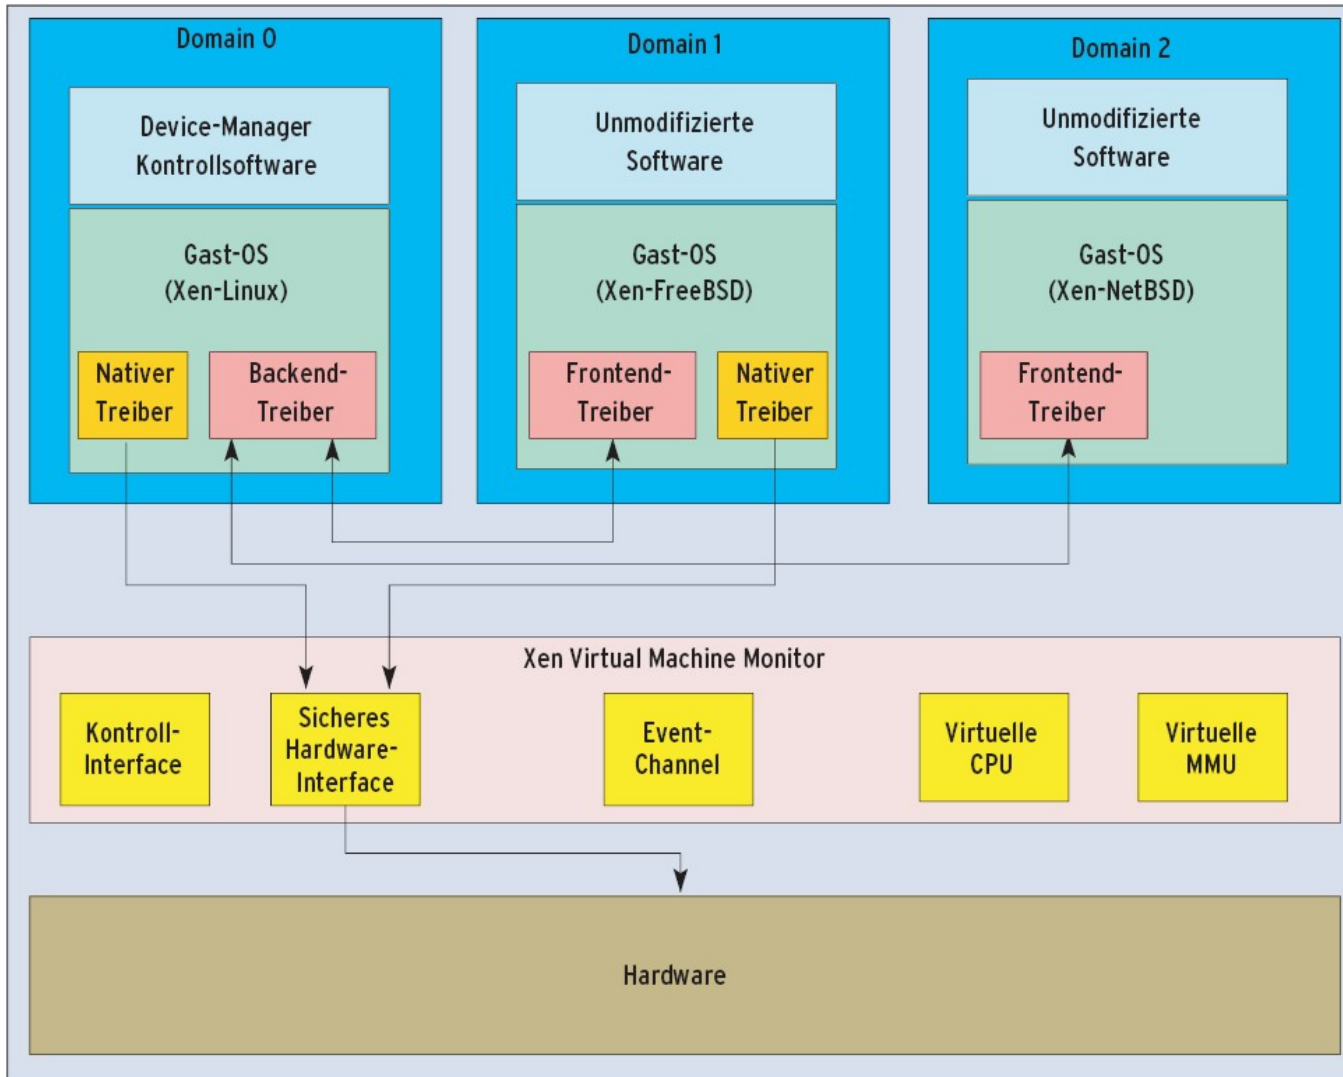 Domain 0
Device-Manager
Kontrollsoftware
Gast-OS
(Xen-Linux)
Nativer
Treiber
Backend-
Treiber
Domain 1
Unmodifizierte
Software
Gast-OS
(Xen-FreeBSD)
Frontend-
Treiber
Nativer
Treiber
Domain 2
Unmodifizierte
Software
Gast-OS
(Xen-NetBSD)
Frontend-
Treiber
Xen Virtual Machine Monitor
Kontroll-
Interface
Sicheres
Hardware-
Interface
Event-
Channel
Virtuelle
CPU
Virtuelle
MMU
Hardware